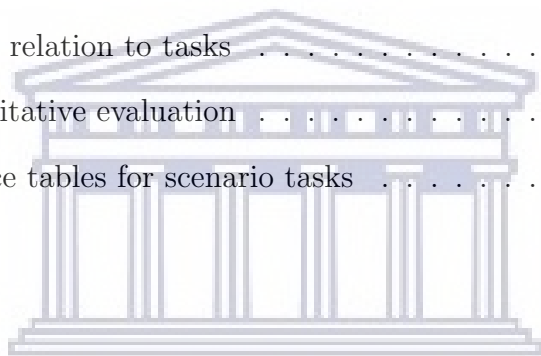 relation to tasks . . . . . . . . . . . . .
itative evaluation . . . . . . . . . . . .
e tables for scenario tasks . . . . . . .